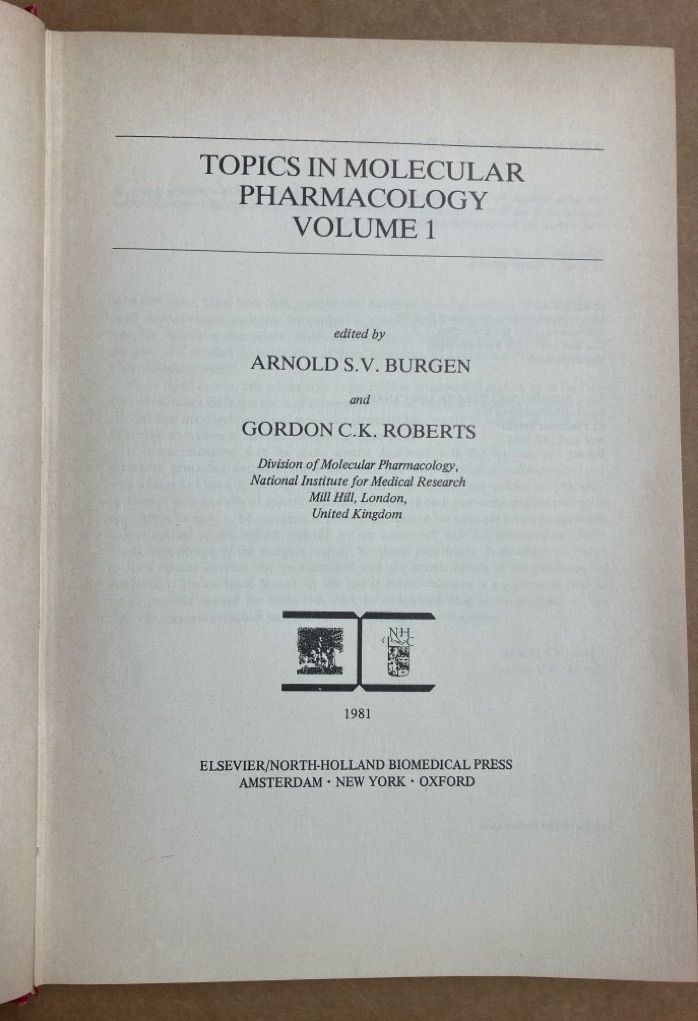 TOPICS IN MOLECULAR
PHARMACOLOGY
VOLUME 1
edited by
ARNOLD S.V. BURGEN
and
GORDON C.K. ROBERTS
Division of Molecular Pharmacology,
National Institute for Medical Research
Mill Hill, London,
United Kingdom
NH
1981
ELSEVIER/NORTH-HOLLAND BIOMEDICAL PRESS
AMSTERDAM · NEW YORK · OXFORD